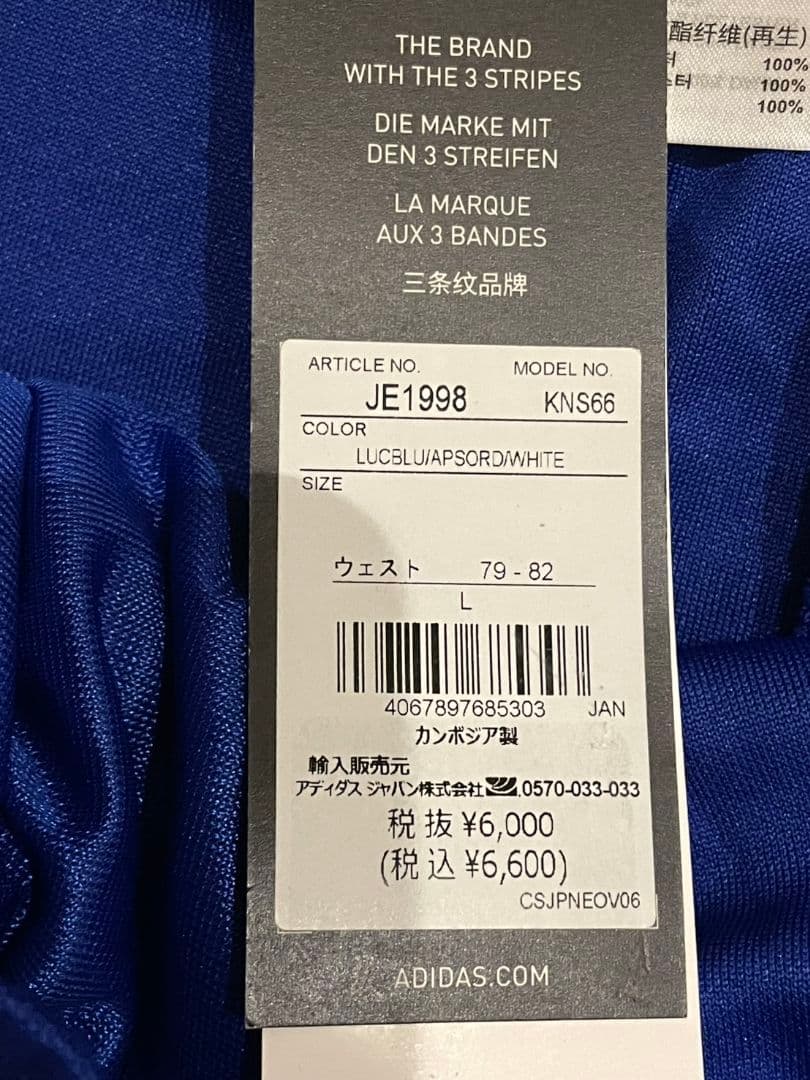 THE BRAND
WITH THE 3 STRIPES
DIE MARKE MIT
DEN 3 STREIFEN
LA MARQUE
AUX 3 BANDES
三条纹品牌
酯纤维(再生)
100%
100%
100%
ARTICLE NO. MODEL NO.
JE1998 KNS66
COLOR
LUCBLU/APSORD/WHITE
SIZE
ウェスト 79 - 82
L
4067897685303 JAN
カンボジア製
輸入販売元
アディダス ジャパン株式会社 0570-033-033
税抜 ¥6,000
(税込 ¥6,600)
CSJPNEOV06
ADIDAS.COM